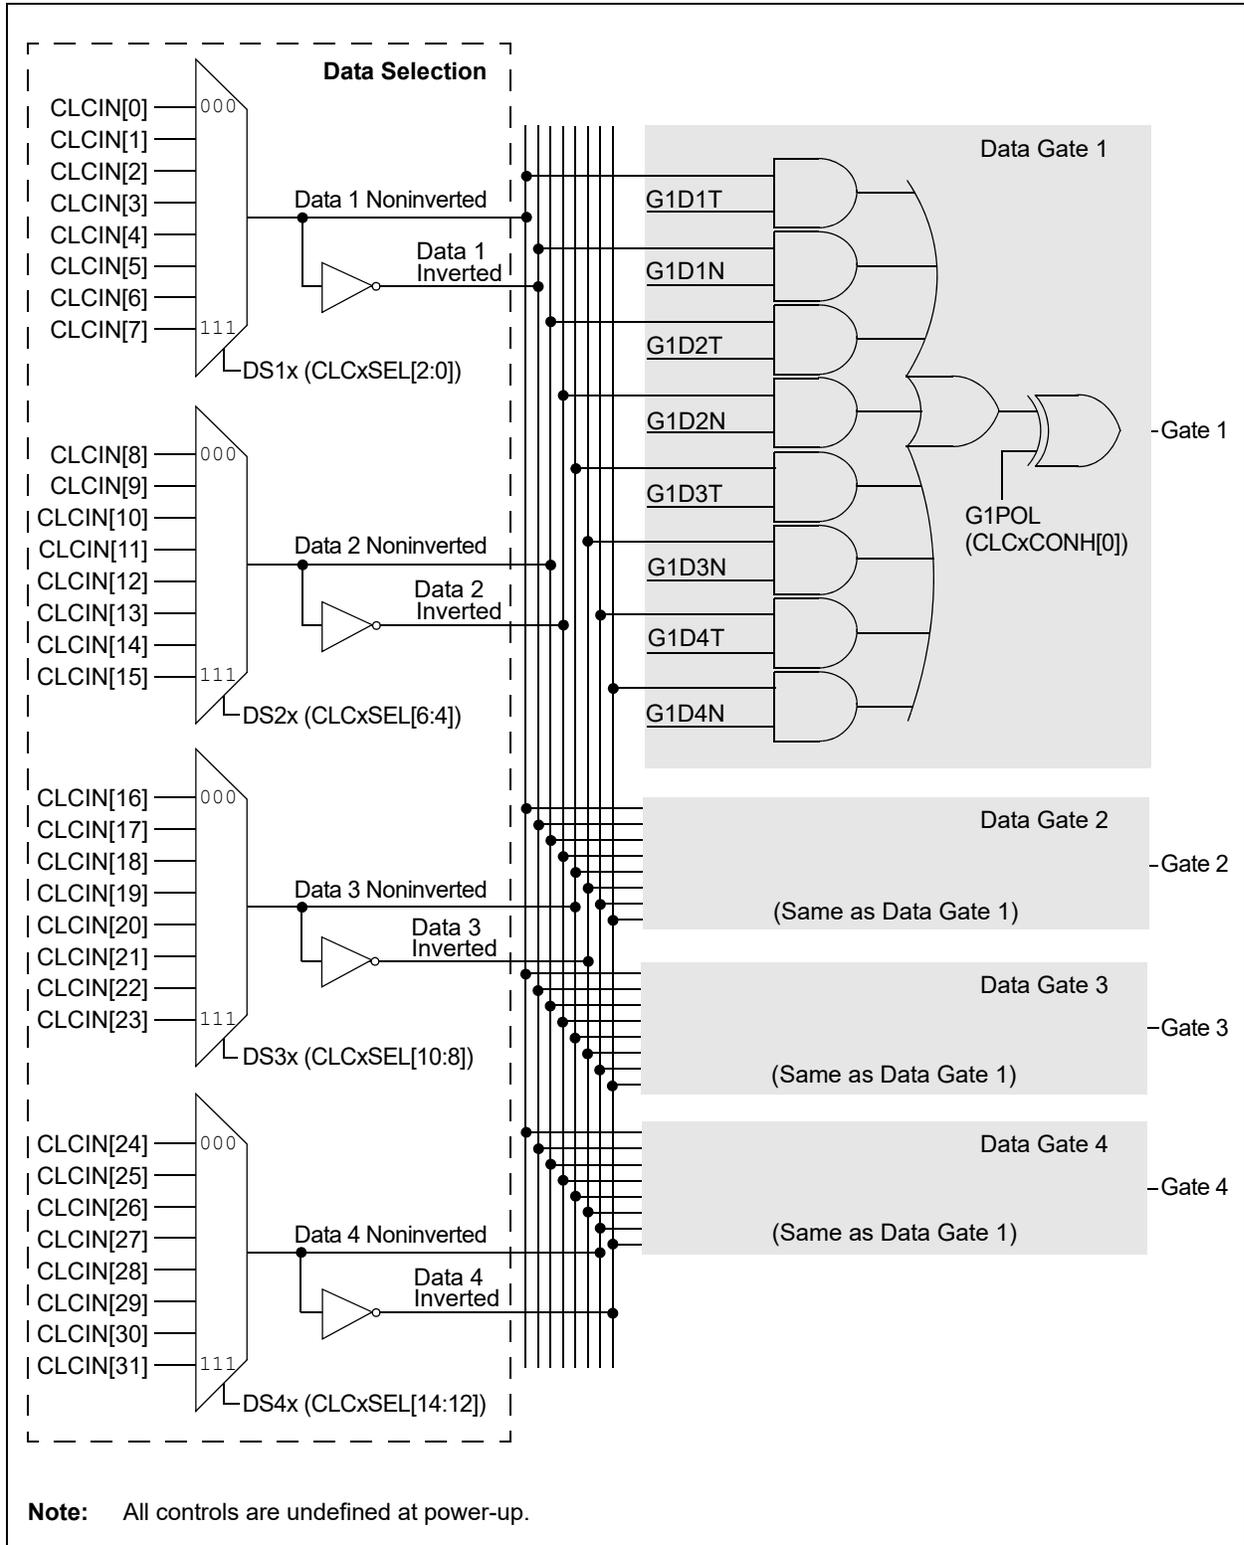 Data Selection
CLCIN[0]
000
CLCIN[1]
CLCIN[2]
CLCIN[3]
CLCIN[4]
CLCIN[5]
CLCIN[6]
CLCIN[7]
111
Data 1 Noninverted
Data 1
Inverted
DS1x (CLCxSEL[2:0])
CLCIN[8]
000
CLCIN[9]
CLCIN[10]
CLCIN[11]
CLCIN[12]
CLCIN[13]
CLCIN[14]
CLCIN[15]
111
Data 2 Noninverted
Data 2
Inverted
DS2x (CLCxSEL[6:4])
CLCIN[16]
000
CLCIN[17]
CLCIN[18]
CLCIN[19]
CLCIN[20]
CLCIN[21]
CLCIN[22]
CLCIN[23]
111
Data 3 Noninverted
Data 3
Inverted
DS3x (CLCxSEL[10:8])
CLCIN[24]
000
CLCIN[25]
CLCIN[26]
CLCIN[27]
CLCIN[28]
CLCIN[29]
CLCIN[30]
CLCIN[31]
111
Data 4 Noninverted
Data 4
Inverted
DS4x (CLCxSEL[14:12])
Data Gate 1
G1D1T
G1D1N
G1D2T
G1D2N
G1D3T
G1D3N
G1D4T
G1D4N
G1POL
(CLCxCONH[0])
Gate 1
Data Gate 2
(Same as Data Gate 1)
Gate 2
Data Gate 3
(Same as Data Gate 1)
Gate 3
Data Gate 4
(Same as Data Gate 1)
Gate 4
Note: All controls are undefined at power-up.